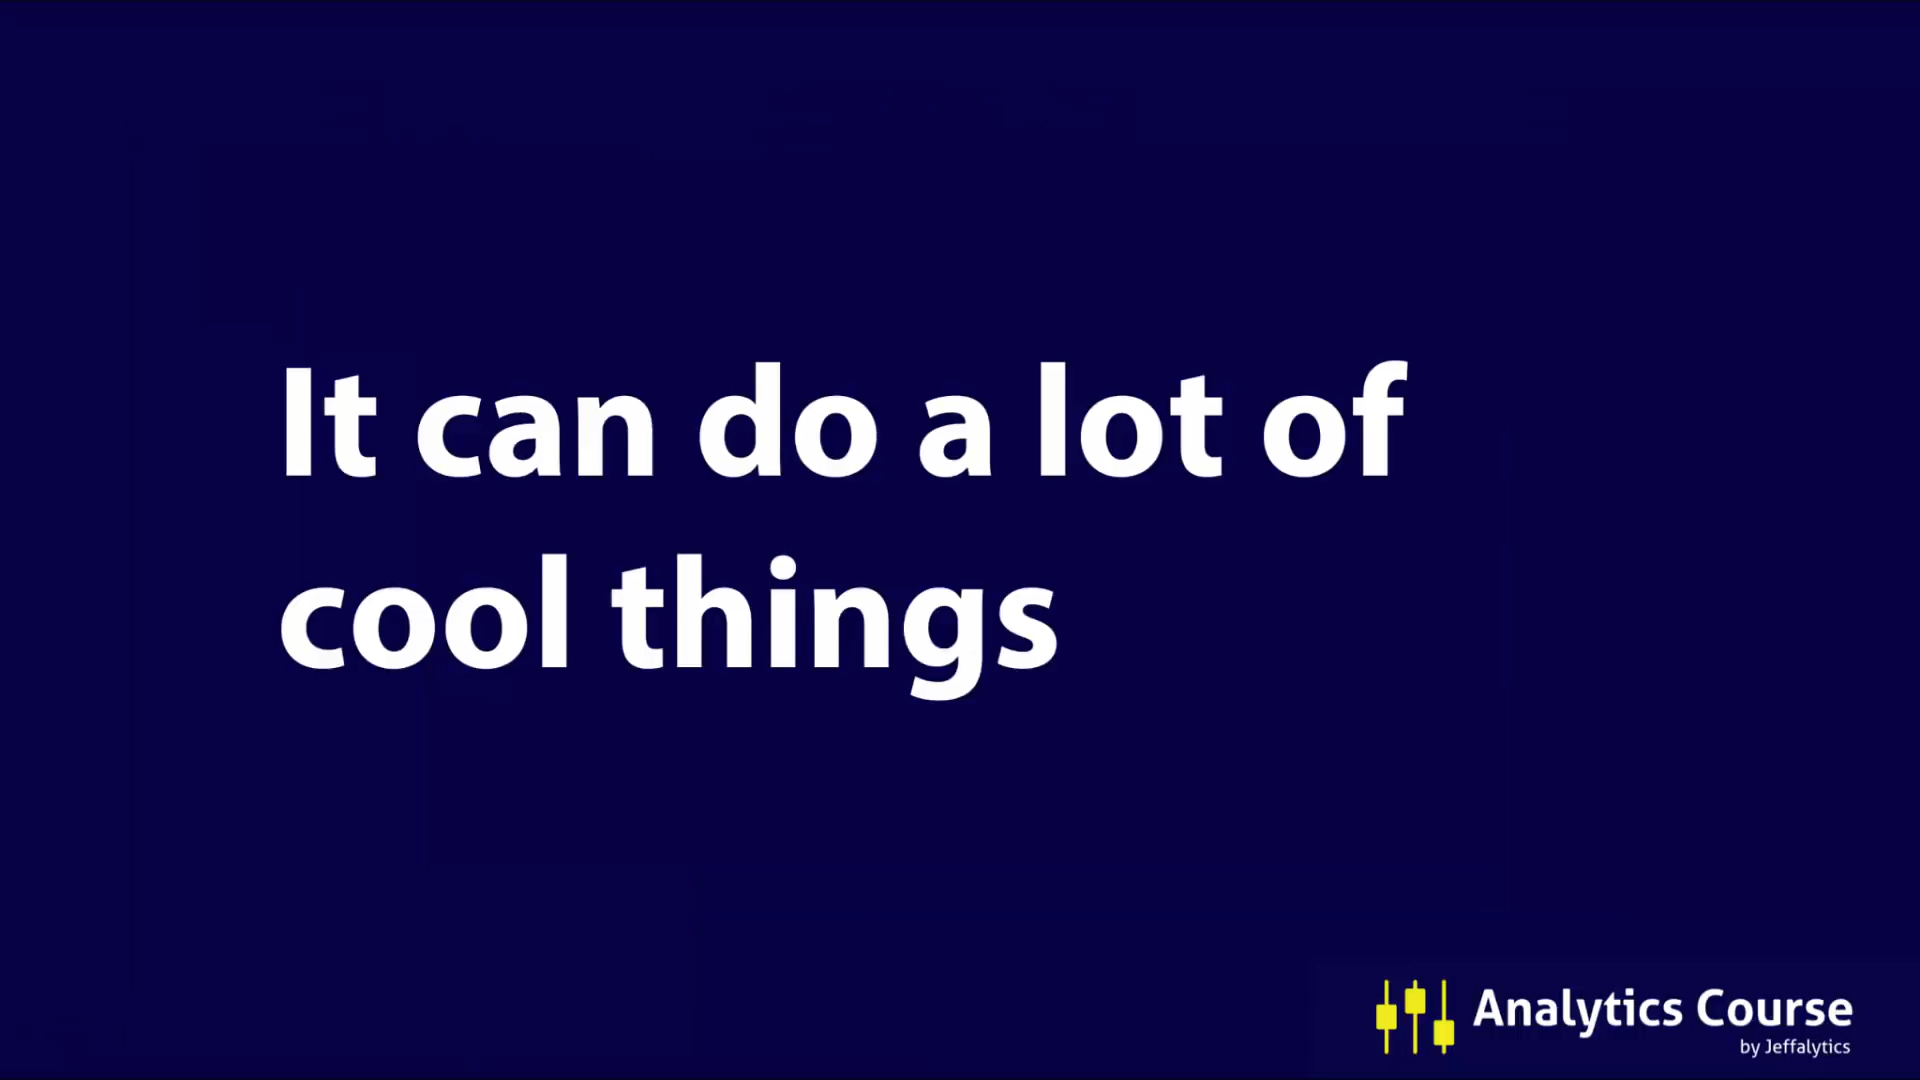 It can do a lot of
cool things
Analytics Course
by Jeffalytics